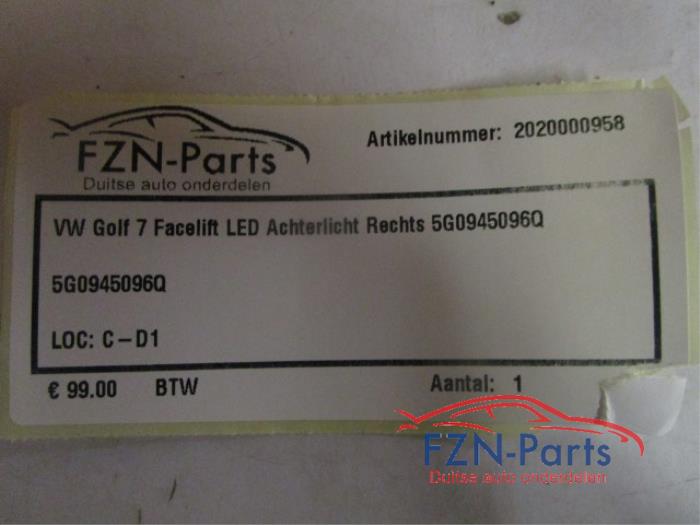 FZN-Parts
Duitse auto onderdelen
Artikelnummer: 2020000958
VW Golf 7 Facelift LED Achterlicht Rechts 5G0945096Q
5G0945096Q
LOC: C-D1
€ 99.00 BTW Aantal: 1
FZN-Parts
Duitse auto onderdelen